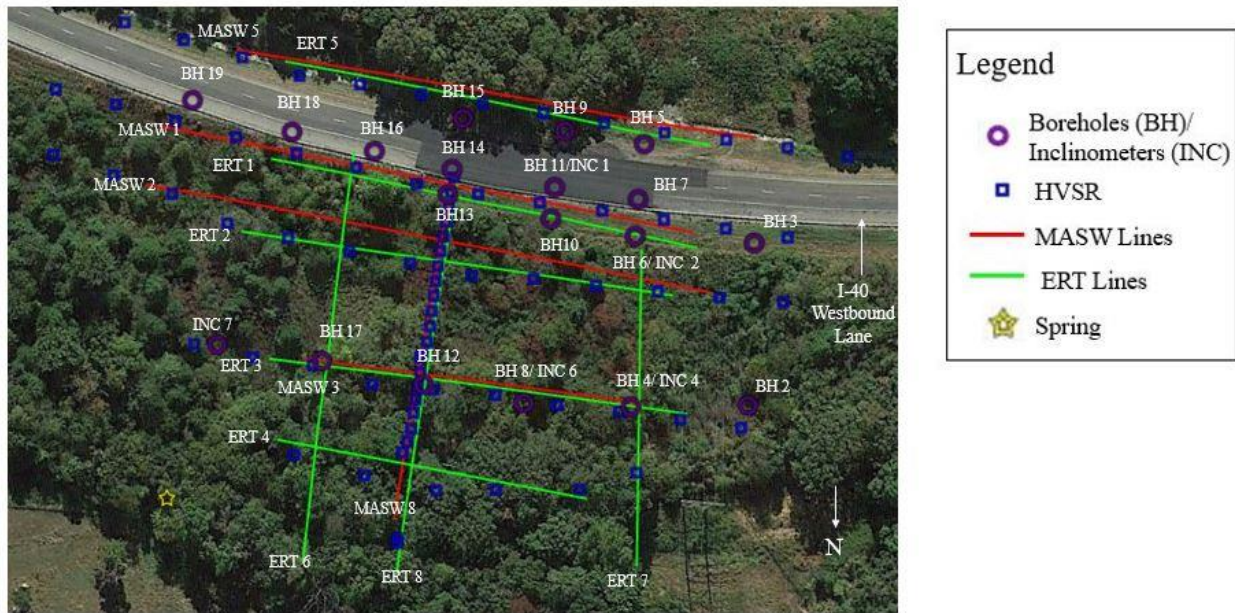 MASW 5
ERT 5
BH 19
BH 15
BH 18
BH 9
BH 5
MASW 1
BH 16
BH 14
ERT 1
BH 11/INC 1
MASW 2
BH 7
BH13
BH 3
ERT 2
BH10
BH 6/ INC 2
I-40
Westbound
Lane
INC 7
BH 17
ERT 3
MASW 3
BH 12
BH 8/ INC 6
BH 4/ INC 4
BH 2
ERT 4
MASW 8
N
ERT 6
ERT 8
ERT 7
Legend
Boreholes (BH)/
Inclinometers (INC)
HVSR
MASW Lines
ERT Lines
Spring